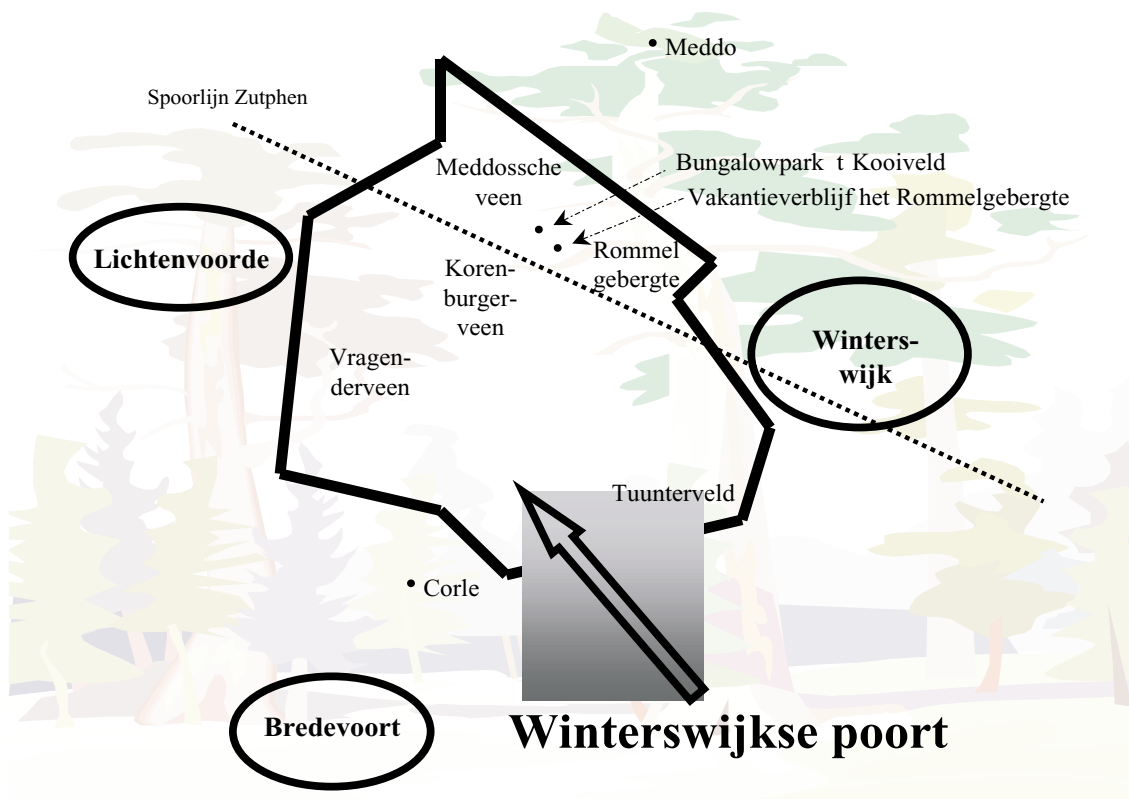 Meddo
Spoorlijn Zutphen
Meddossche
veen
Bungalowpark t Kooiveld
Vakantieverblijf het Rommelgebergte
Rommel
gebergte
Lichtenvoorde
Koren-
burger-
veen
Winters-
wijk
Vragen-
derveen
Tuunterveld
Corle
Bredevoort
Winterswijkse poort